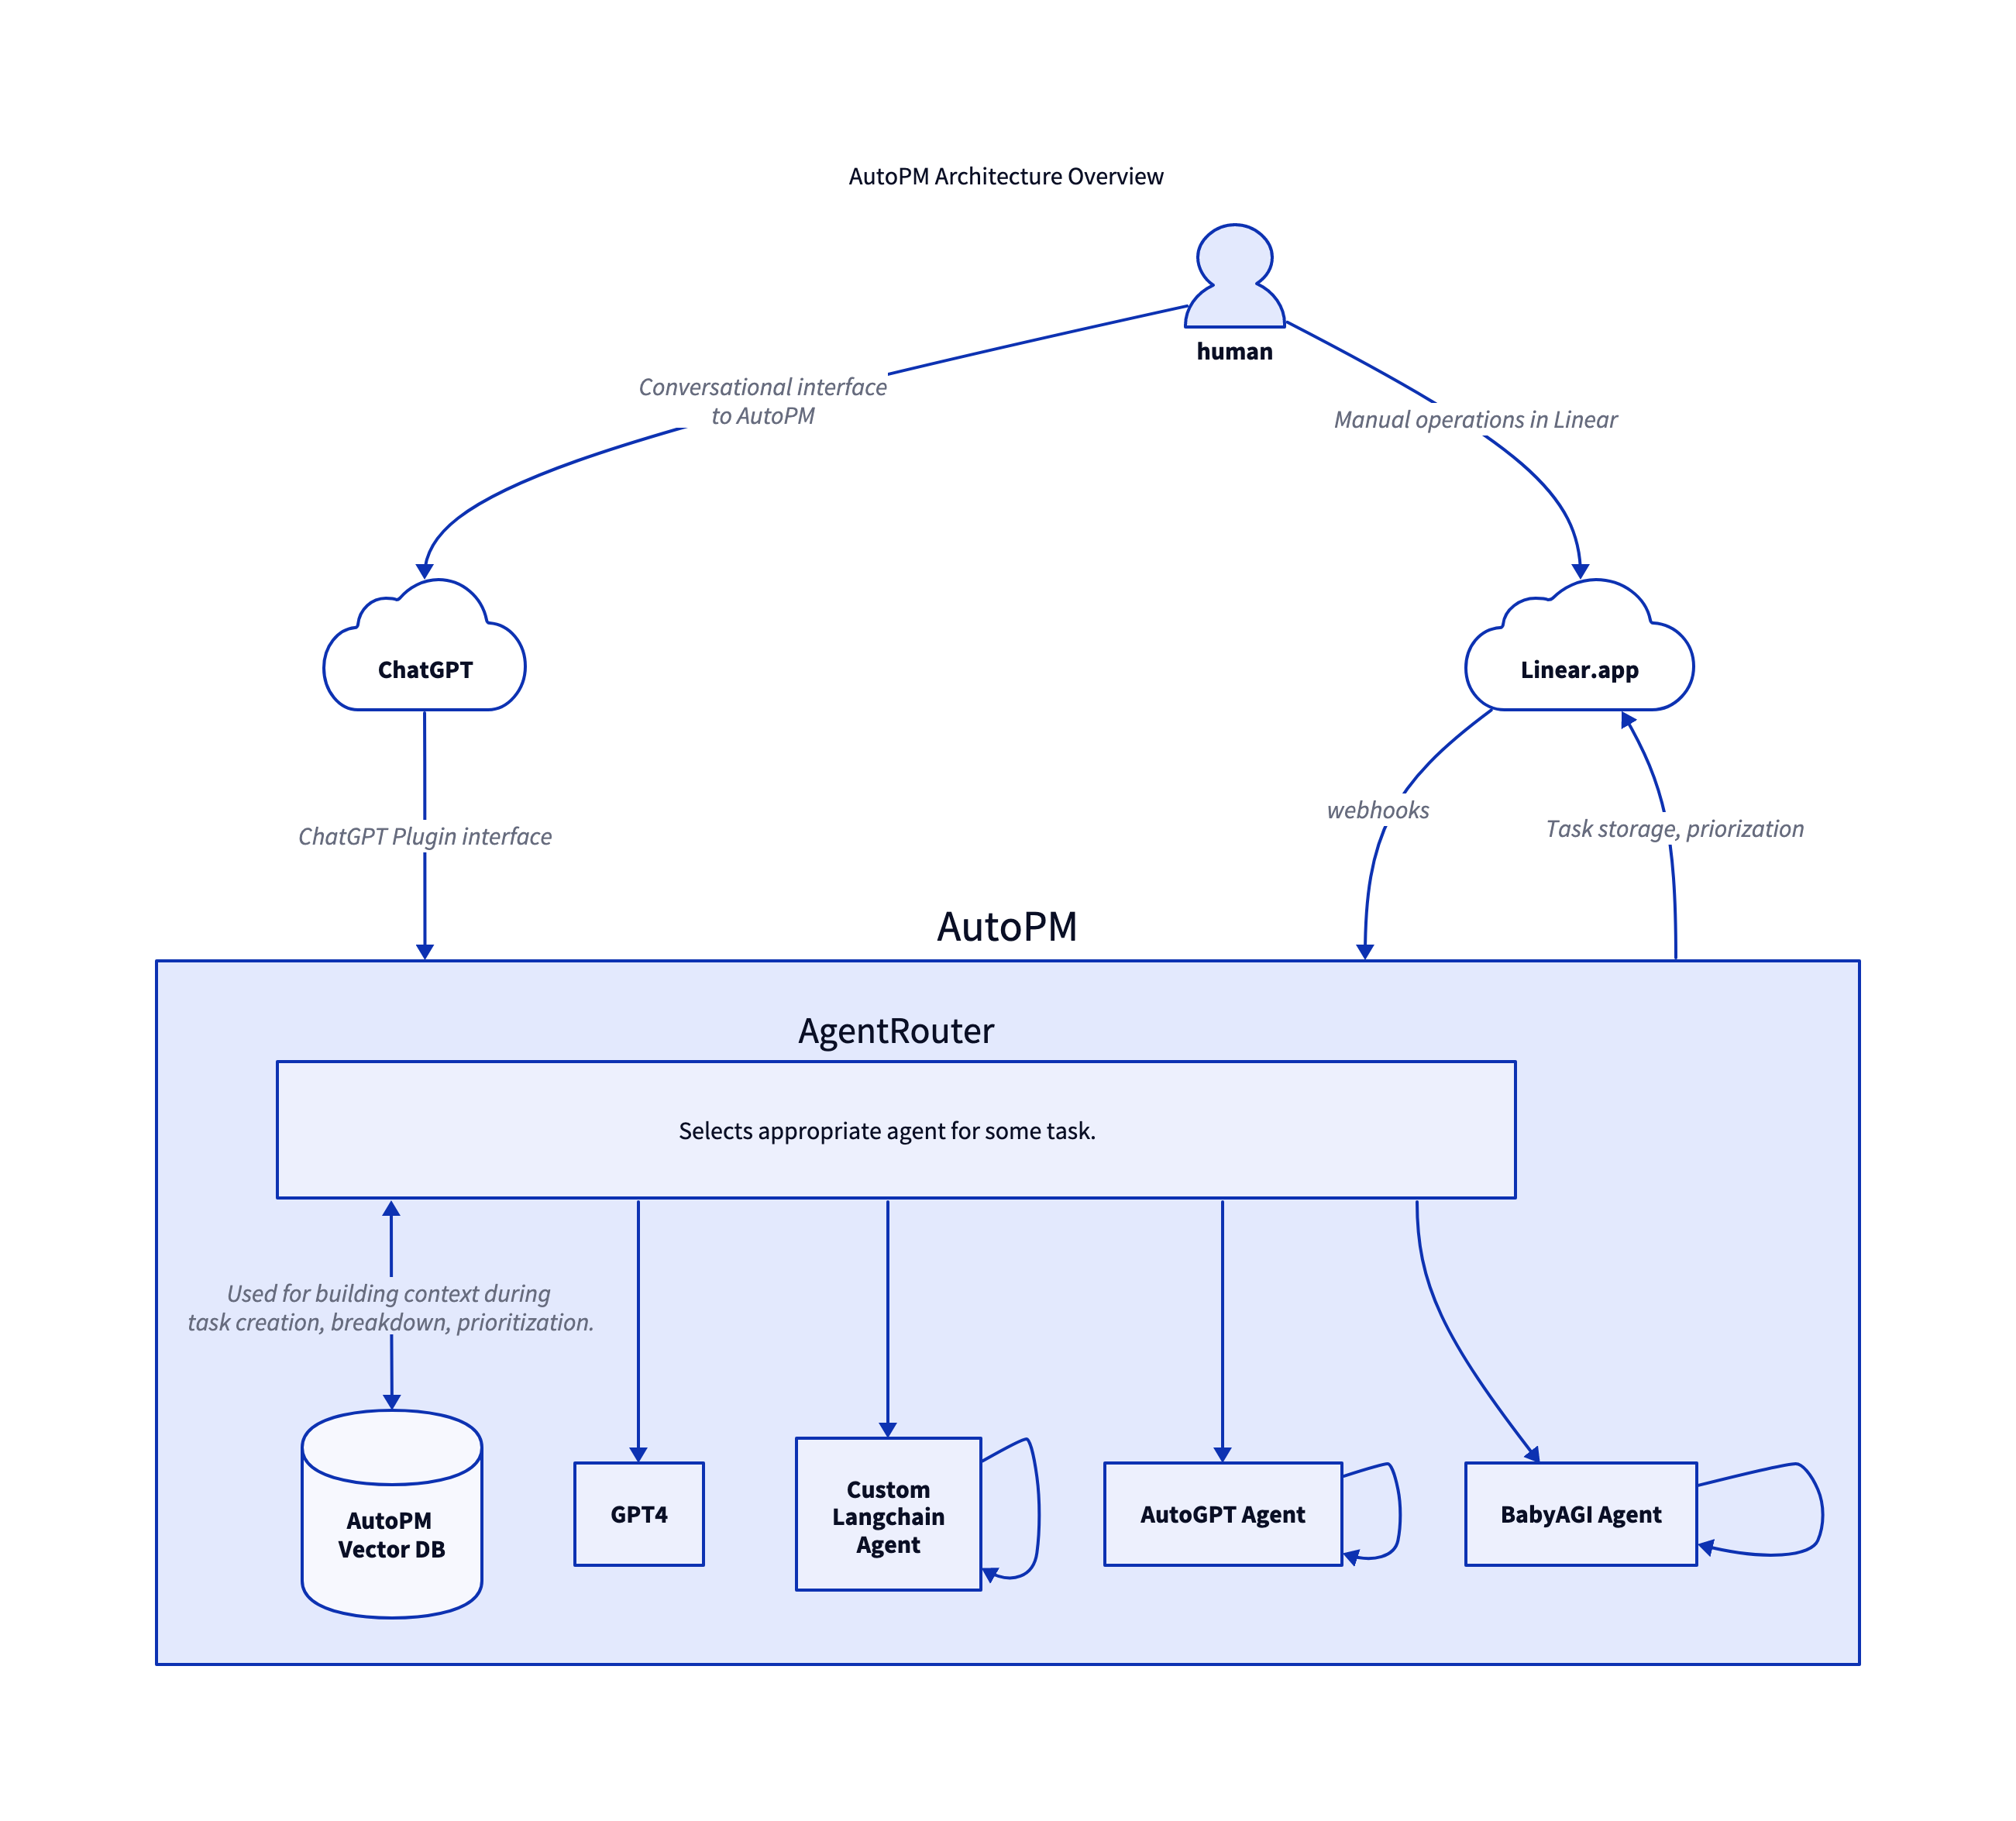 AutoPM Architecture Overview
human
Conversational interface
to AutoPM
Manual operations in Linear
ChatGPT
Linear.app
webhooks
Task storage, priorization
ChatGPT Plugin interface
AutoPM
AgentRouter
Selects appropriate agent for some task.
Used for building context during
task creation, breakdown, prioritization.
AutoPM
Vector DB
GPT4
Custom
Langchain
Agent
AutoGPT Agent
BabyAGI Agent